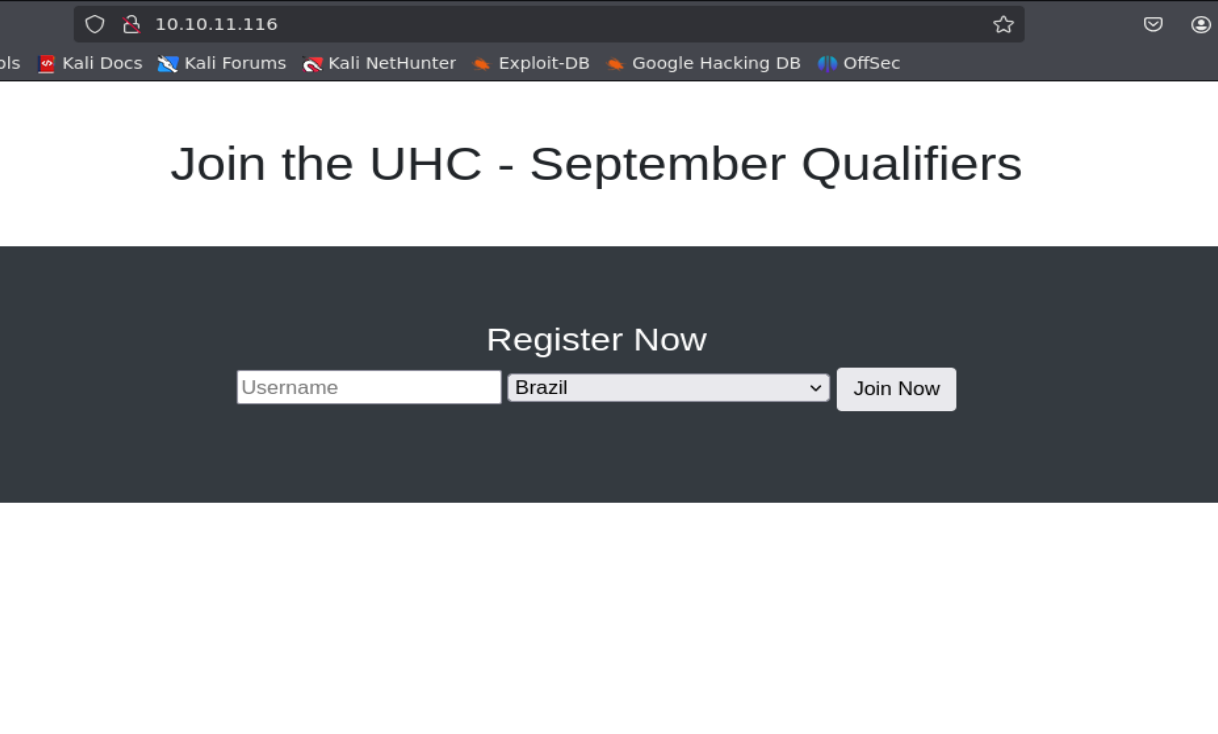 10.10.11.116
ols Kali Docs Kali Forums Kali NetHunter Exploit-DB Google Hacking DB OffSec
Join the UHC - September Qualifiers
Register Now
Username Brazil Join Now